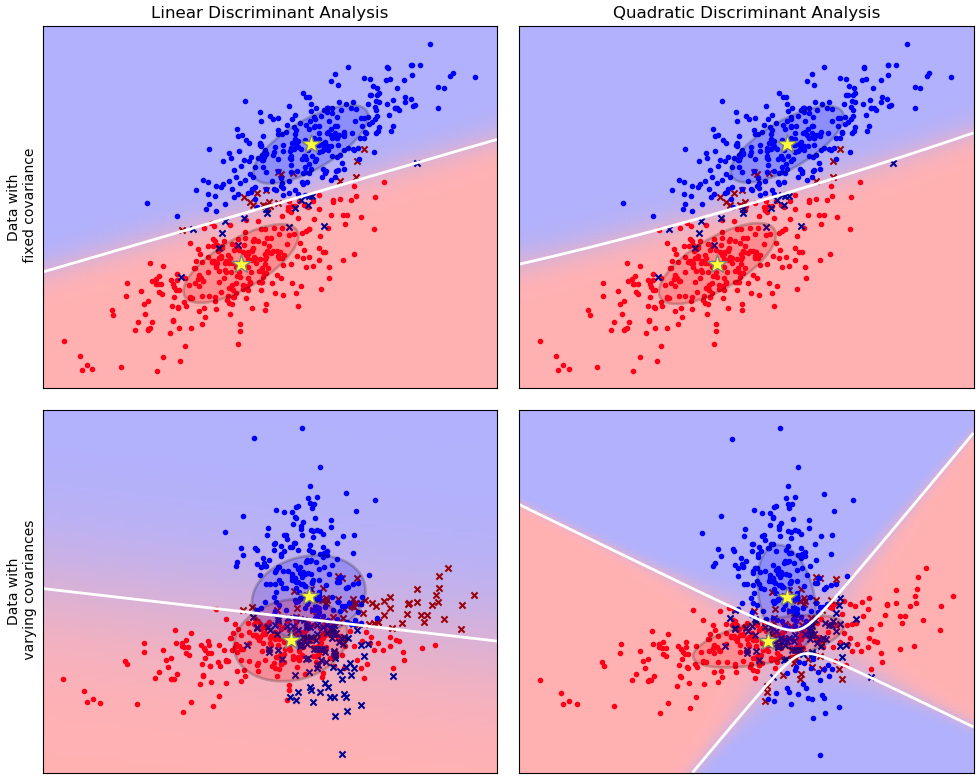 Linear Discriminant Analysis
Quadratic Discriminant Analysis
Data with
fixed covariance
Data with
varying covariances